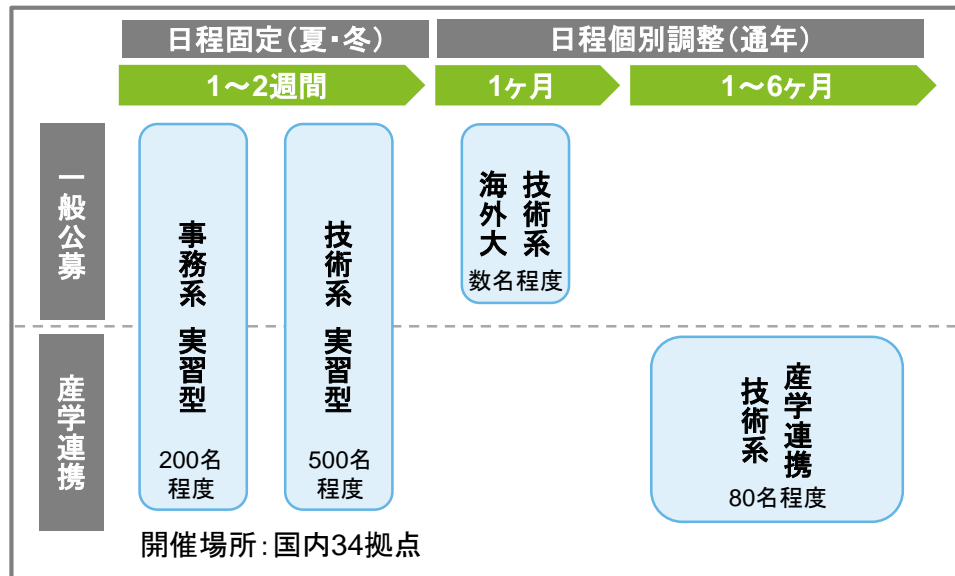 日程固定（夏・冬）
日程個別調整（通年）
1～2週間
1ヶ月
1～6ヶ月
一般公募
産学連携
事務系 実習型
200名
程度
技術系 実習型
500名
程度
技術系
海外大
数名程度
産学連携
技術系
80名程度
開催場所：国内34拠点